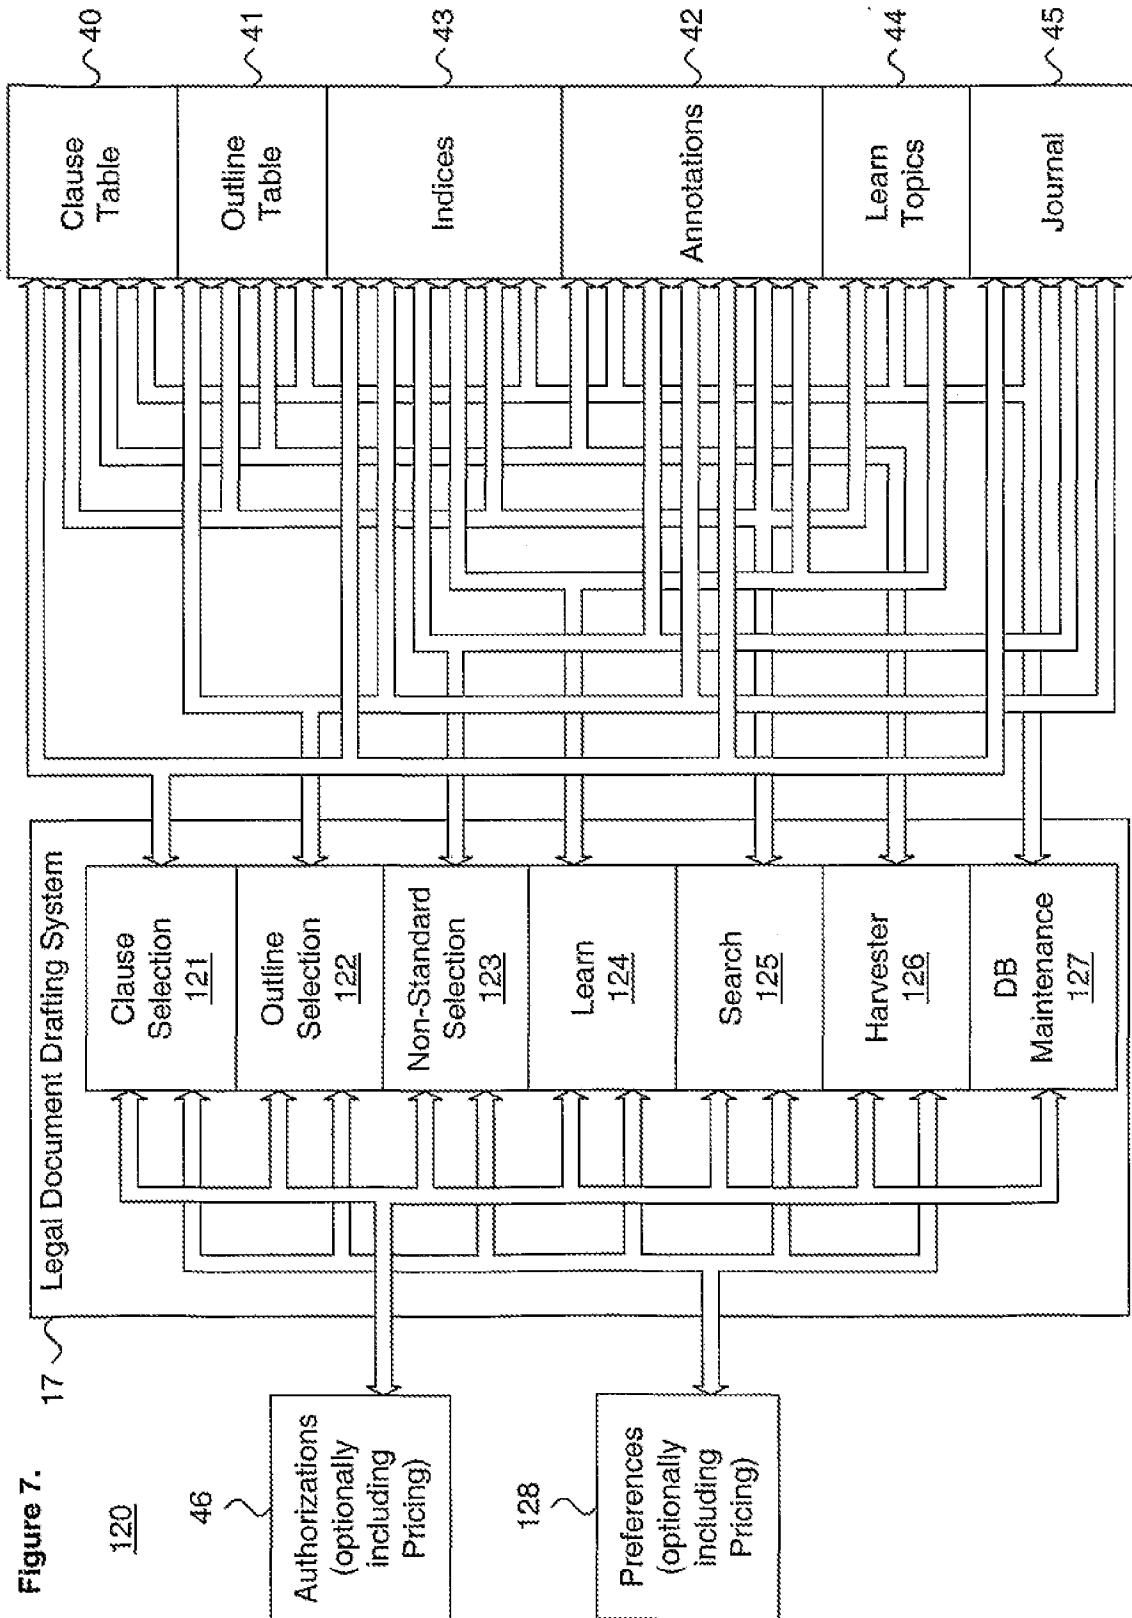 Figure 7.
120
17
Legal Document Drafting System
46
Authorizations
(optionally
including
Pricing)
128
Preferences
(optionally
including
Pricing)
Clause
Selection
121
Outline
Selection
122
Non-Standard
Selection
123
Learn
124
Search
125
Harvester
126
DB
Maintenance
127
Clause
Table
40
Outline
Table
41
Indices
43
Annotations
42
Learn
Topics
44
Journal
45